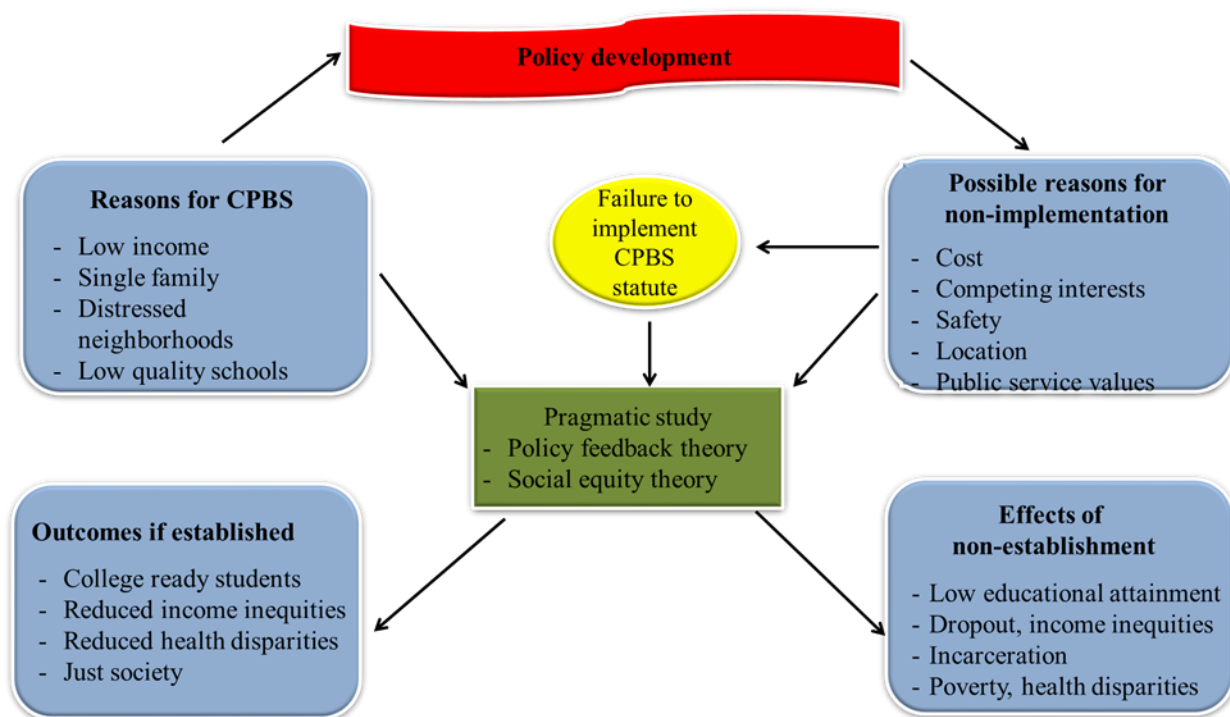 Policy development
Reasons for CPBS
- Low income
- Single family
- Distressed
neighborhoods
- Low quality schools
Failure to
implement
CPBS
statute
Possible reasons for
non-implementation
- Cost
- Competing interests
- Safety
- Location
- Public service values
Pragmatic study
- Policy feedback theory
- Social equity theory
Outcomes if established
- College ready students
- Reduced income inequities
- Reduced health disparities
- Just society
Effects of
non-establishment
- Low educational attainment
- Dropout, income inequities
- Incarceration
- Poverty, health disparities